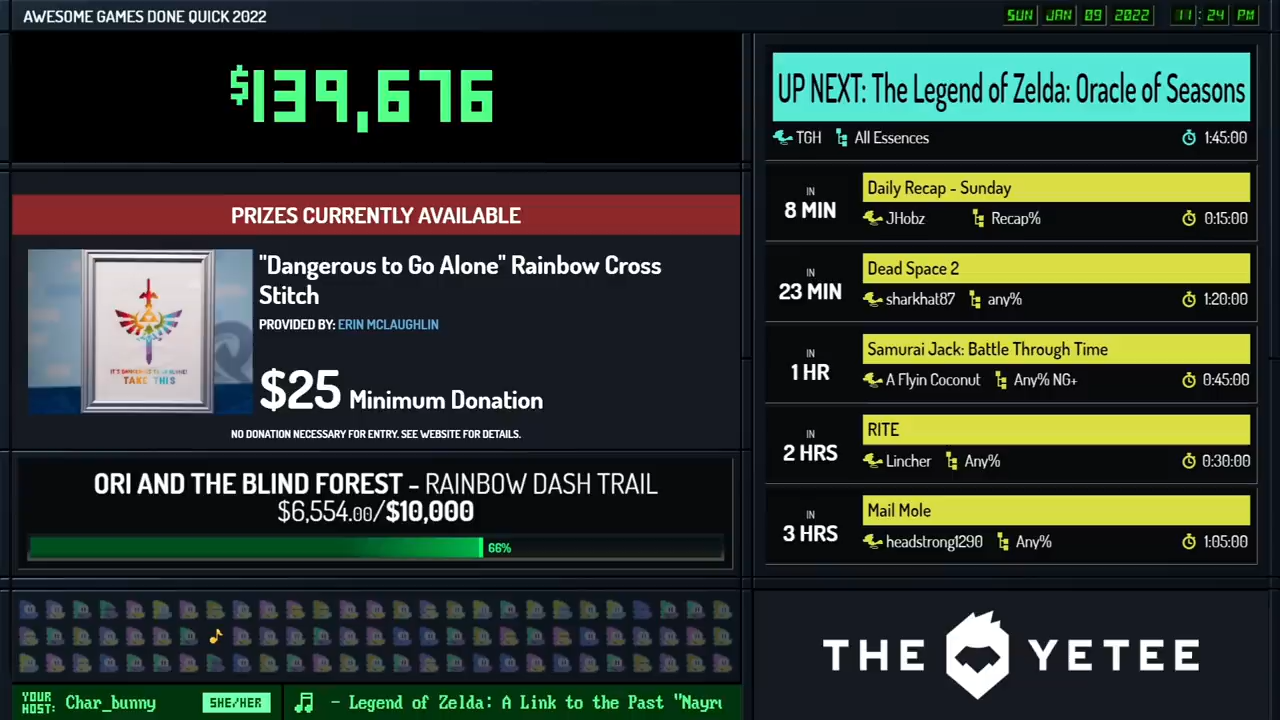 AWESOME GAMES DONE QUICK 2022
SUN JAN 09 2022 11:24 PM
$139,676
PRIZES CURRENTLY AVAILABLE
"Dangerous to Go Alone" Rainbow Cross
Stitch
PROVIDED BY: ERIN MCLAUGHLIN
TAKE THIS
$25 Minimum Donation
NO DONATION NECESSARY FOR ENTRY. SEE WEBSITE FOR DETAILS.
ORI AND THE BLIND FOREST - RAINBOW DASH TRAIL
$6,554.00/$10,000
66%
YOUR HOST: Char_bunny SHE/HER
- Legend of Zelda: A Link to the Past "Nayru
UP NEXT: The Legend of Zelda: Oracle of Seasons
TGH All Essences 1:45:00
IN
8 MIN
Daily Recap - Sunday
JHobz Recap% 0:15:00
IN
23 MIN
Dead Space 2
sharkhat87 any% 1:20:00
IN
1 HR
Samurai Jack: Battle Through Time
A Flyin Coconut Any% NG+ 0:45:00
IN
2 HRS
RITE
Lincher Any% 0:30:00
IN
3 HRS
Mail Mole
headstrong1290 Any% 1:05:00
THE YETEE